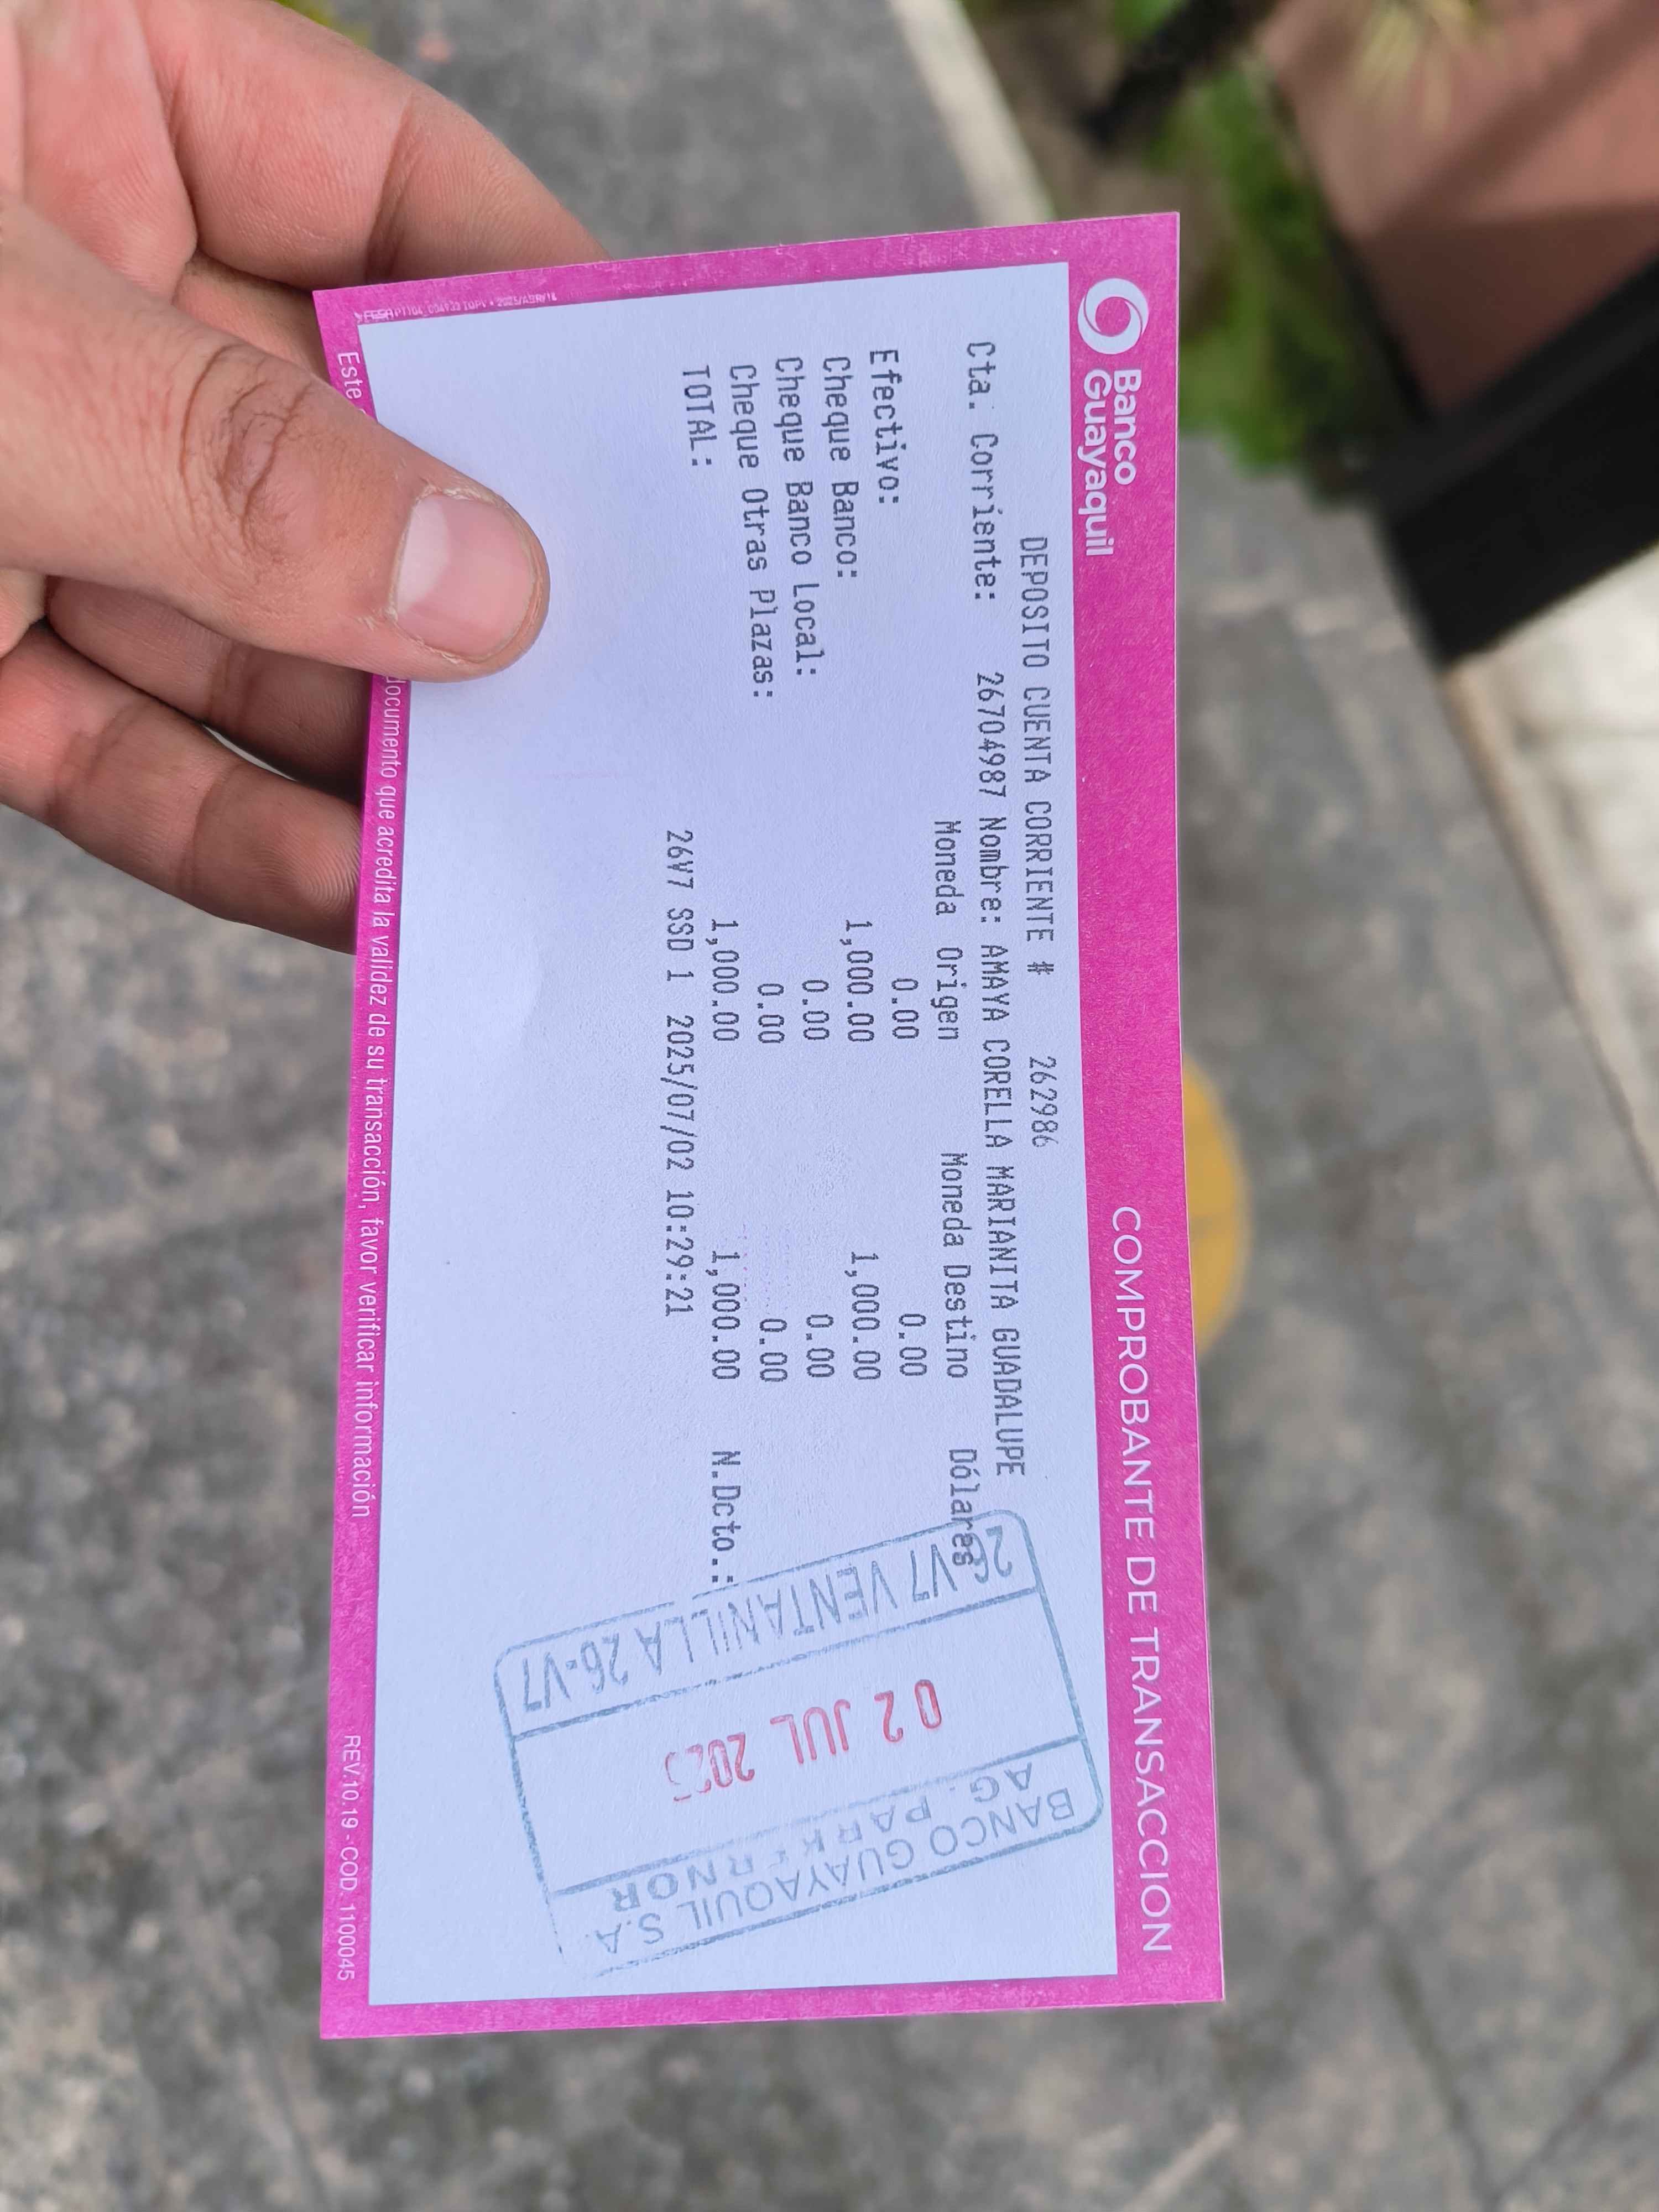 Banco
Guayaquil
COMPROBANTE DE TRANSACCION
DEPOSITO CUENTA CORRIENTE # 262986
Cta. Corriente: 26704987 Nombre: AMAYA CORELLA MARIANITA GUADALUPE
Moneda Origen Moneda Destino Dólares
Efectivo: 0.00 0.00
Cheque Banco: 1,000.00 1,000.00
Cheque Banco Local: 0.00 0.00
Cheque Otras Plazas: 0.00 0.00
TOTAL: 1,000.00 1,000.00 N.Dcto.:
26V7 SSD 1 2025/07/02 10:29:21
BANCO GUAYAQUIL S.A.
AG. PARKENOR
02 JUL 2025
26-V7 VENTANILLA 26-V7
Este documento que acredita la validez de su transacción, favor verificar información
REV.10.19 - COD. 1100045